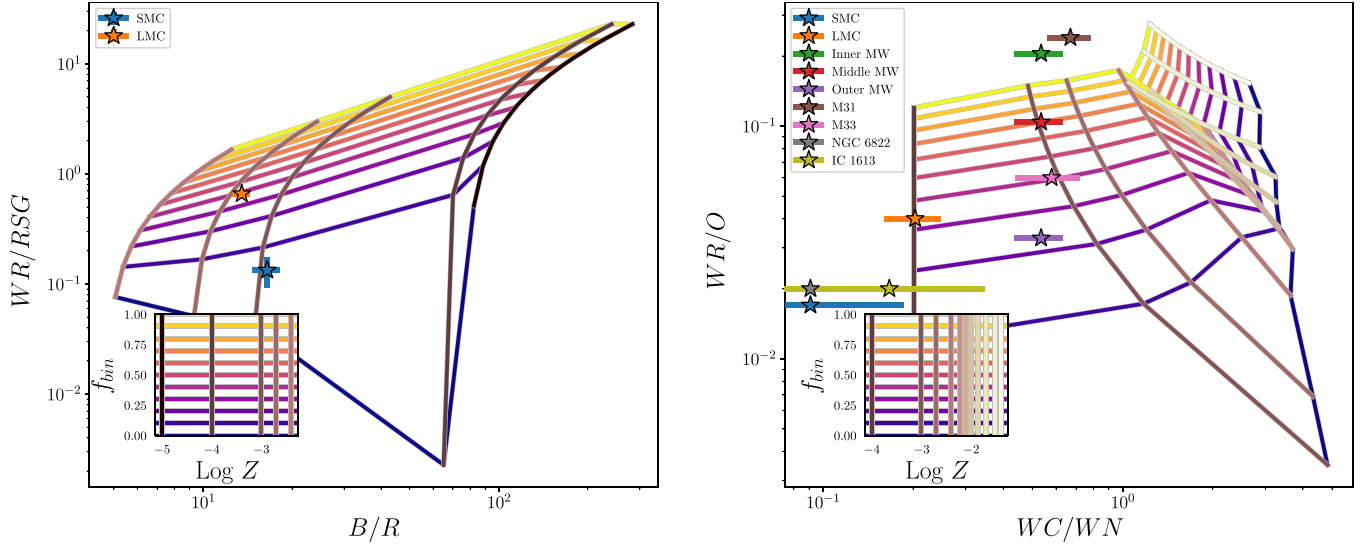 SMC
LMC
10¹
10⁰
10⁻¹
10⁻²
WR/RSG
1.00
0.75
0.50
0.25
0.00
f_bin
−5
−4
−3
Log Z
10¹
10²
B/R
SMC
LMC
Inner MW
Middle MW
Outer MW
M31
M33
NGC 6822
IC 1613
10⁻¹
10⁻²
WR/O
1.00
0.75
0.50
0.25
0.00
f_bin
−4
−3
−2
Log Z
10⁻¹
10⁰
WC/WN